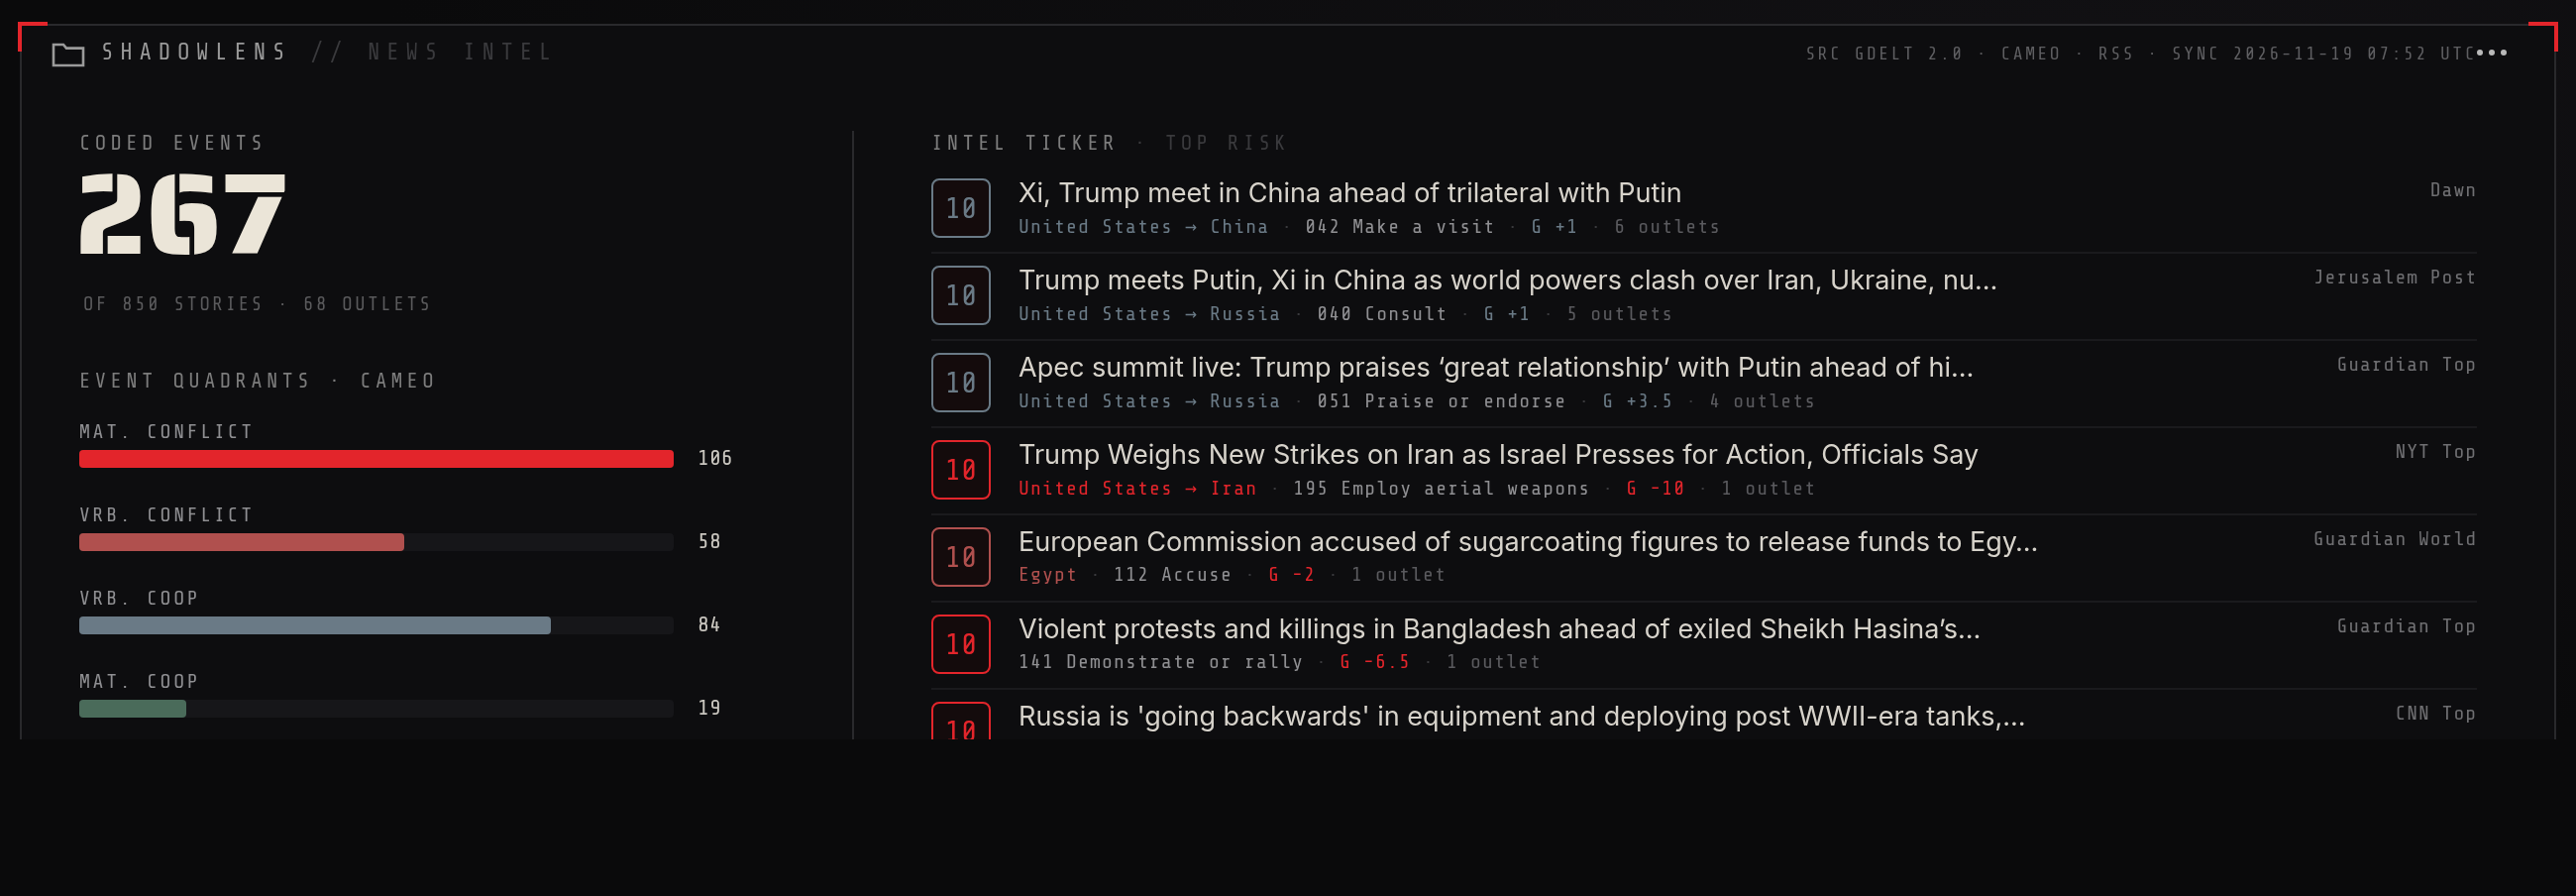 SHADOWLENS // NEWS INTEL
SRC GDELT 2.0 · CAMEO · RSS · SYNC 2026-11-19 07:52 UTC
CODED EVENTS
267
OF 850 STORIES · 68 OUTLETS
EVENT QUADRANTS · CAMEO
MAT. CONFLICT
106
VRB. CONFLICT
58
VRB. COOP
84
MAT. COOP
19
INTEL TICKER · TOP RISK
10 Xi, Trump meet in China ahead of trilateral with Putin Dawn
United States → China · 042 Make a visit · G +1 · 6 outlets
10 Trump meets Putin, Xi in China as world powers clash over Iran, Ukraine, nu... Jerusalem Post
United States → Russia · 040 Consult · G +1 · 5 outlets
10 Apec summit live: Trump praises ‘great relationship’ with Putin ahead of hi... Guardian Top
United States → Russia · 051 Praise or endorse · G +3.5 · 4 outlets
10 Trump Weighs New Strikes on Iran as Israel Presses for Action, Officials Say NYT Top
United States → Iran · 195 Employ aerial weapons · G -10 · 1 outlet
10 European Commission accused of sugarcoating figures to release funds to Egy... Guardian World
Egypt · 112 Accuse · G -2 · 1 outlet
10 Violent protests and killings in Bangladesh ahead of exiled Sheikh Hasina’s... Guardian Top
141 Demonstrate or rally · G -6.5 · 1 outlet
10 Russia is 'going backwards' in equipment and deploying post WWII-era tanks,... CNN Top